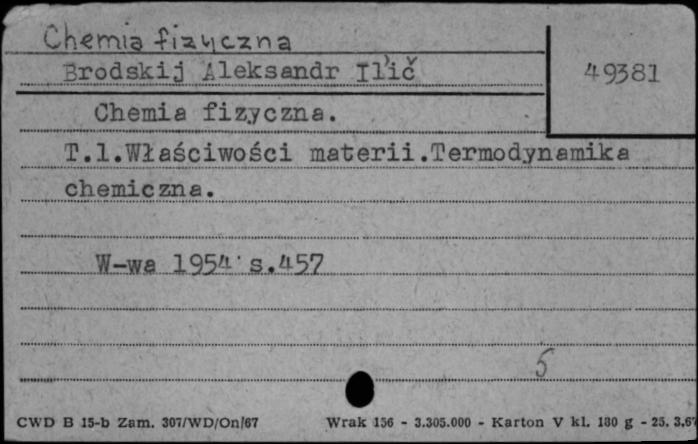 Chemia fizyczna
Brodskij Aleksandr Il'ič
49381
Chemia fizyczna.
T.1.Właściwości materii.Termodynamika
chemiczna.
W-wa 1954 s.457
5
CWD B 15-b Zam. 307/WD/On/67
Wrak 156 - 3.305.000 - Karton V kl. 180 g - 25. 3.6